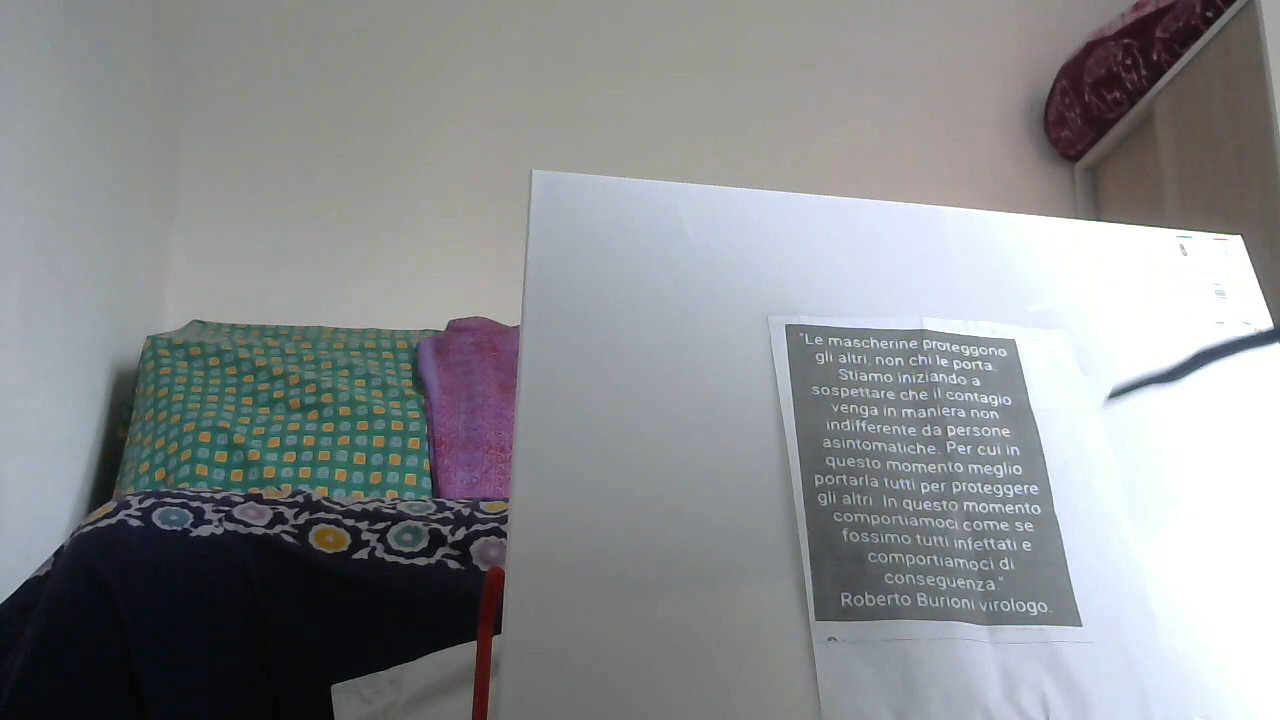 "Le mascherine proteggono
gli altri, non chi le porta.
Stiamo iniziando a
sospettare che il contagio
venga in maniera non
indifferente da persone
asintomatiche. Per cui in
questo momento meglio
portarla tutti per proteggere
gli altri. In questo momento
comportiamoci come se
fossimo tutti infettati e
comportiamoci di
conseguenza."
Roberto Burioni virologo.